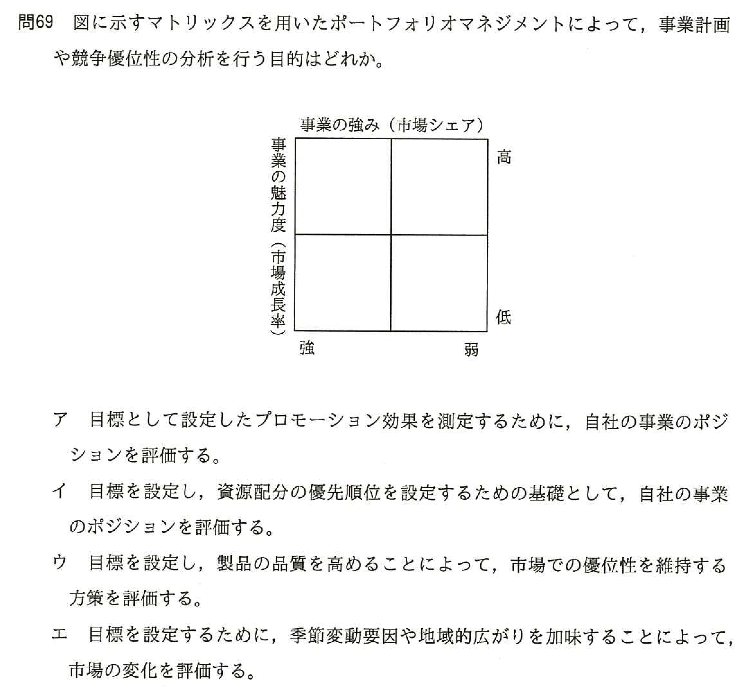 問69 図に示すマトリックスを用いたポートフォリオマネジメントによって，事業計画
や競争優位性の分析を行う目的はどれか。
事業の強み（市場シェア）
事業の魅力度（市場成長率）
高
低
強
弱
ア 目標として設定したプロモーション効果を測定するために，自社の事業のポジ
ションを評価する。
イ 目標を設定し，資源配分の優先順位を設定するための基礎として，自社の事業
のポジションを評価する。
ウ 目標を設定し，製品の品質を高めることによって，市場での優位性を維持する
方策を評価する。
エ 目標を設定するために，季節変動要因や地域的広がりを加味することによって，
市場の変化を評価する。